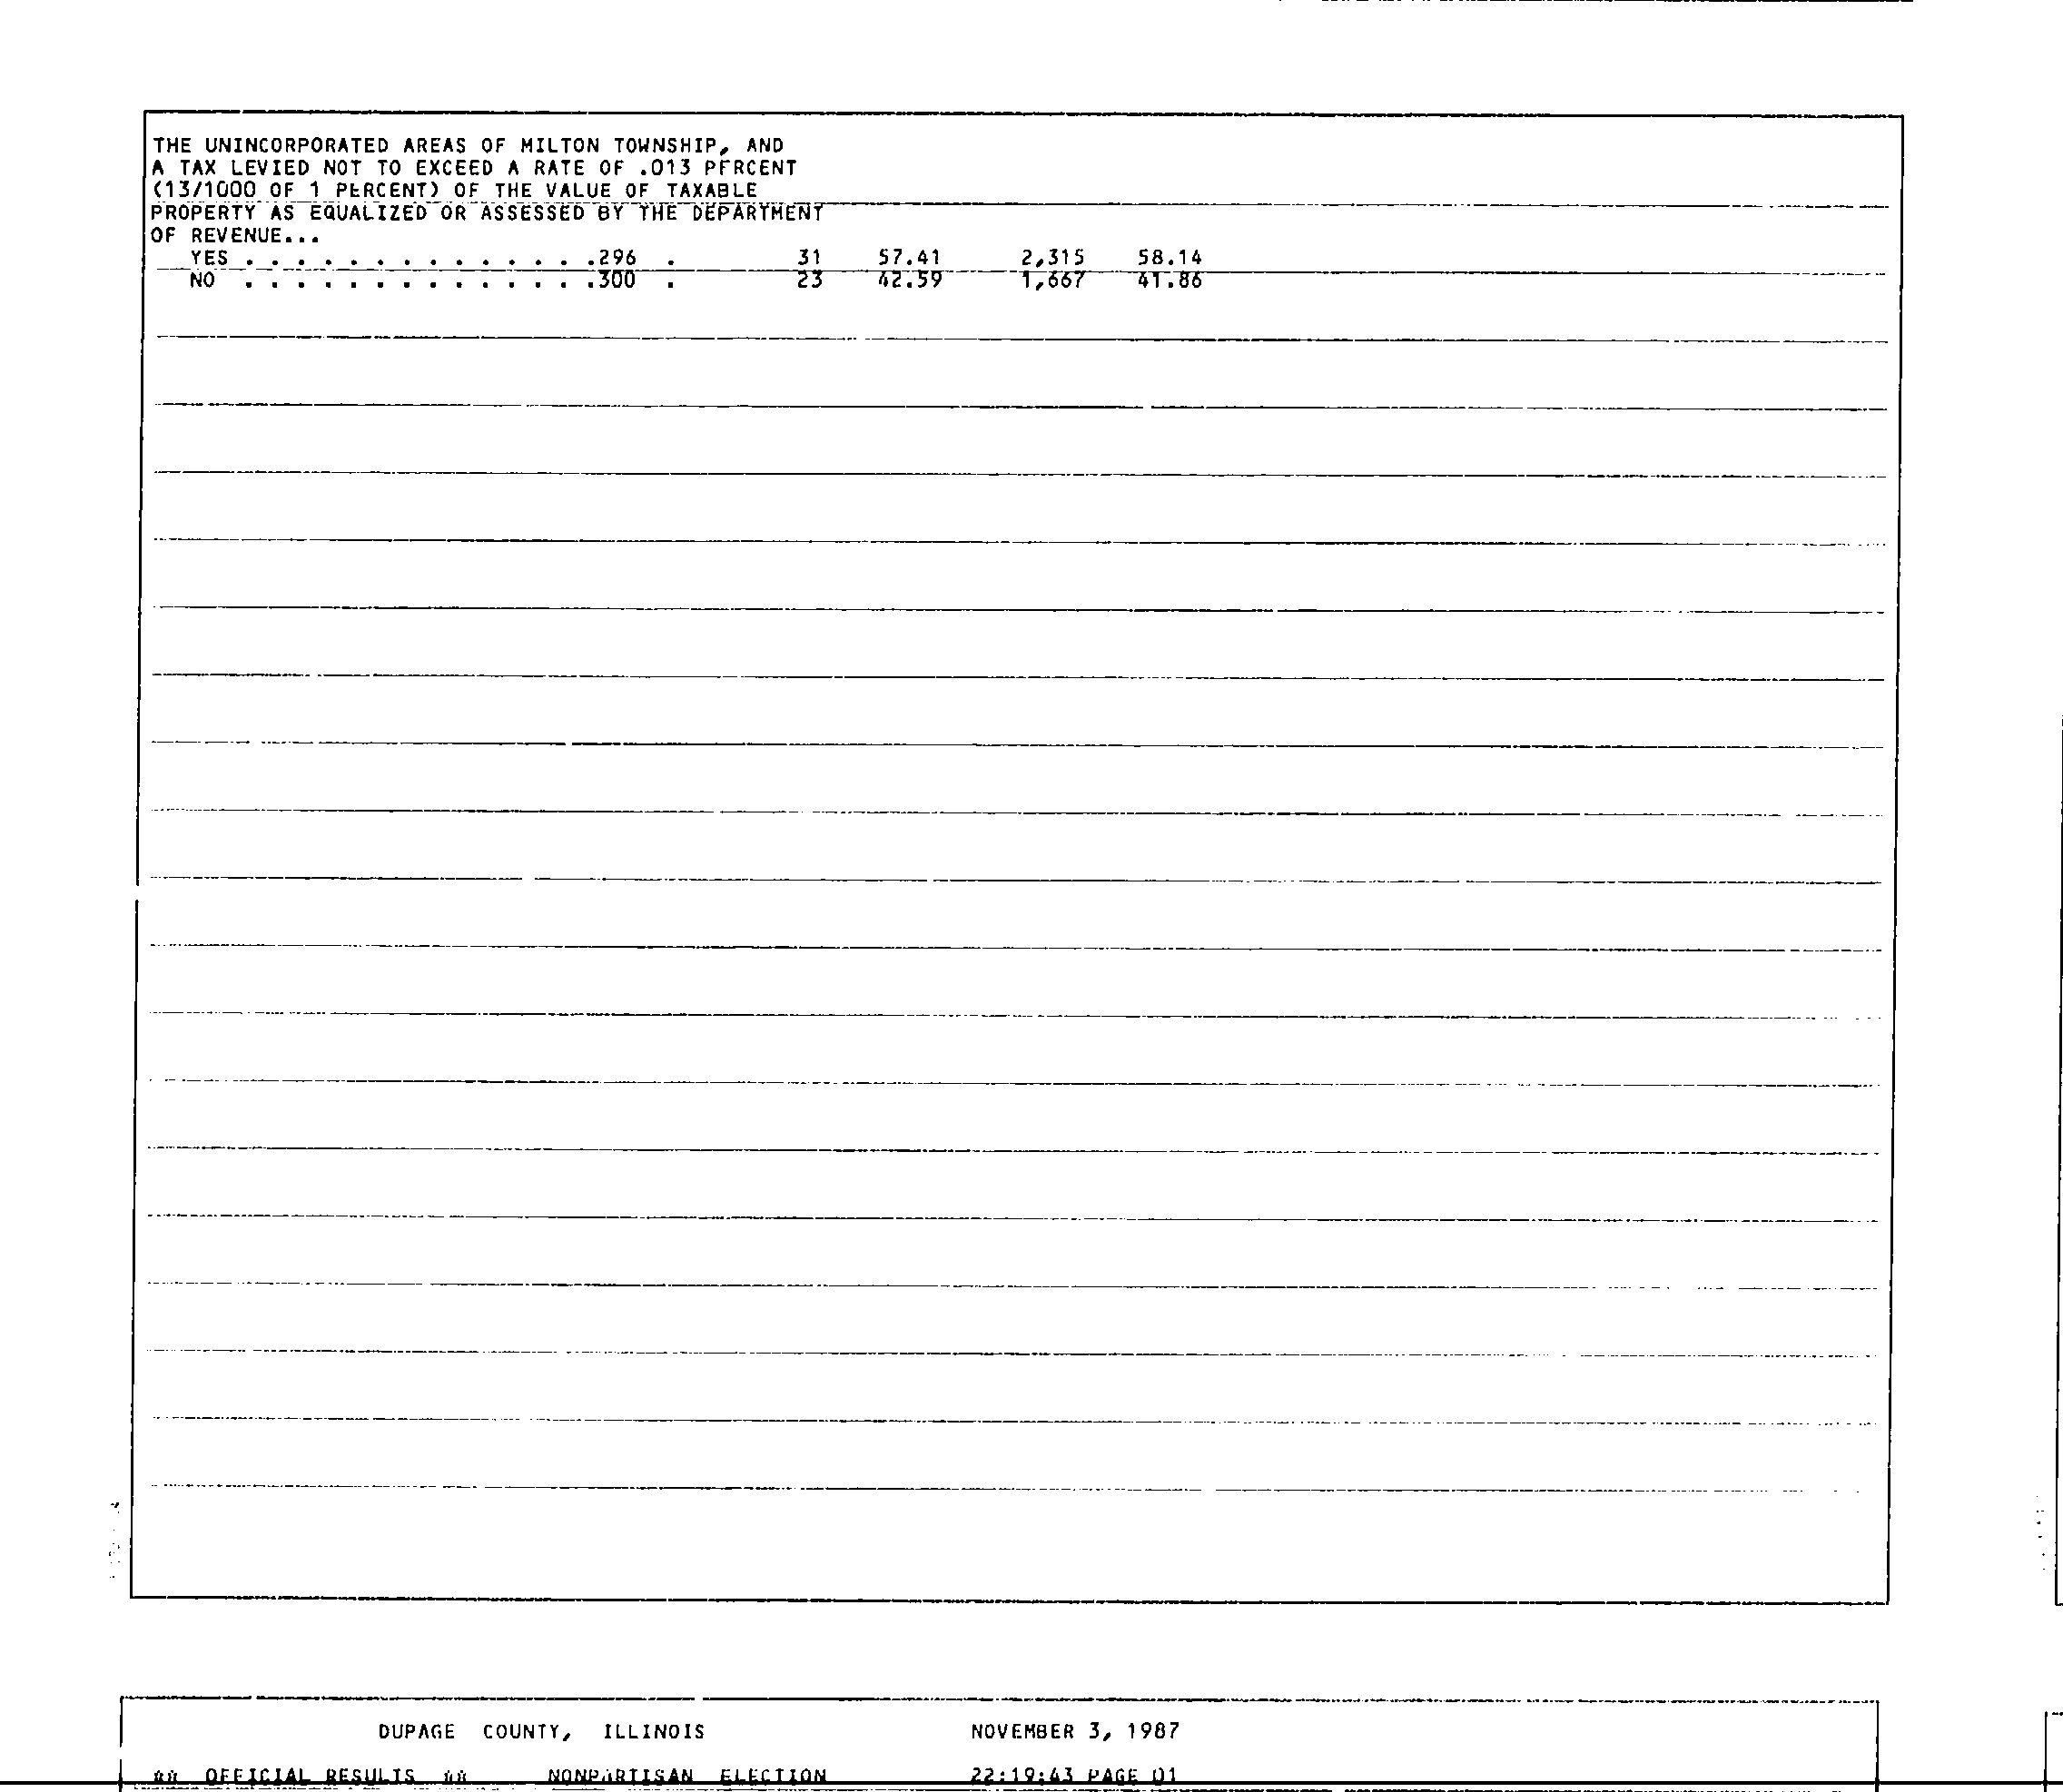 THE UNINCORPORATED AREAS OF MILTON TOWNSHIP, AND
A TAX LEVIED NOT TO EXCEED A RATE OF .013 PERCENT
(13/1000 OF 1 PERCENT) OF THE VALUE OF TAXABLE
PROPERTY AS EQUALIZED OR ASSESSED BY THE DEPARTMENT
OF REVENUE...
YES . . . . . . . . . . . . . .296 . 31 57.41 2,315 58.14
NO . . . . . . . . . . . . . .300 . 23 42.59 1,667 41.86
DUPAGE COUNTY, ILLINOIS NOVEMBER 3, 1987
** OFFICIAL RESULTS ** NONPARTISAN ELECTION 22:19:43 PAGE 01